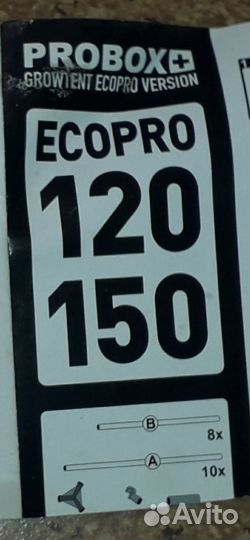 PROBOX+
GROWTENT ECOPRO VERSION
ECOPRO
120
150
B
8x
A
10x
Avito